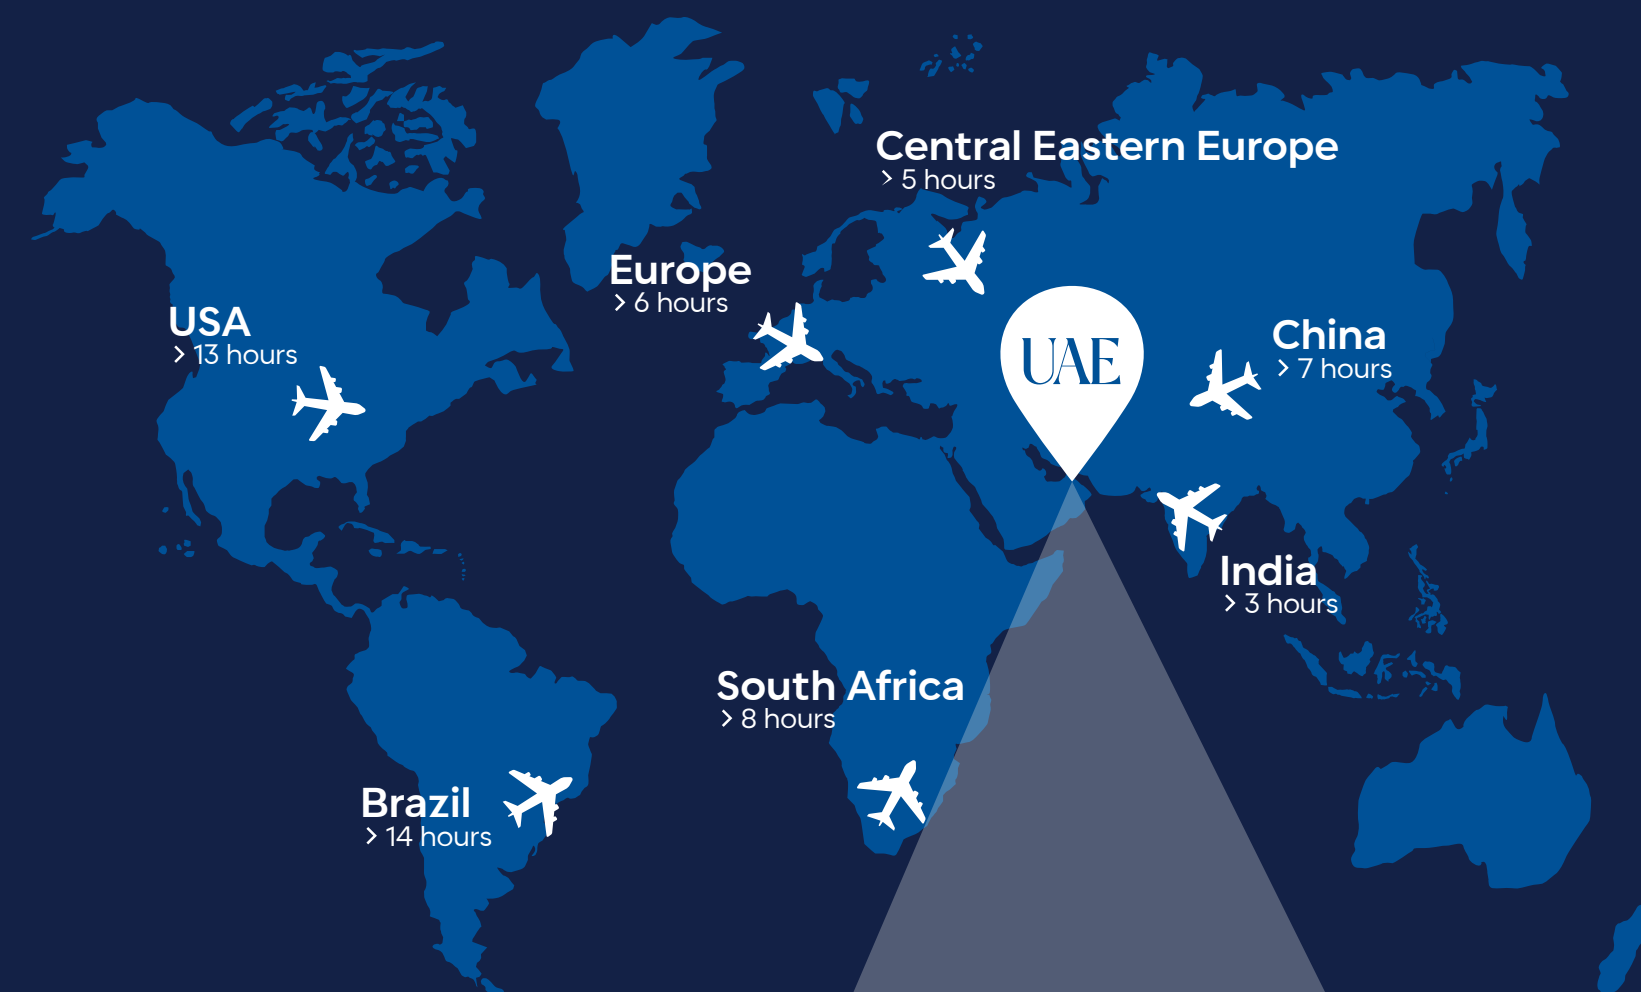 Central Eastern Europe
> 5 hours
Europe
> 6 hours
USA
> 13 hours
UAE
China
> 7 hours
India
> 3 hours
South Africa
> 8 hours
Brazil
> 14 hours